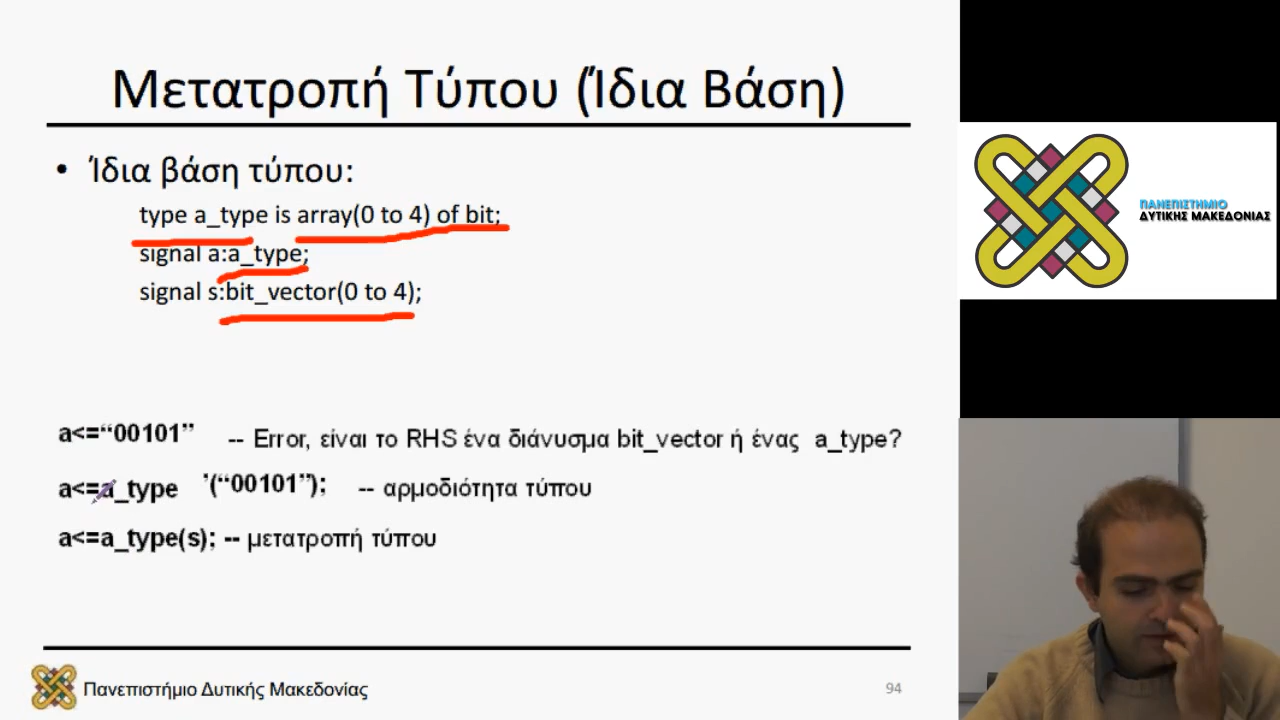 Μετατροπή Τύπου (Ίδια Βάση)
• Ίδια βάση τύπου:
type a_type is array(0 to 4) of bit;
signal a:a_type;
signal s:bit_vector(0 to 4);
a<=“00101” -- Error, είναι το RHS ένα διάνυσμα bit_vector ή ένας a_type?
a<=a_type '(“00101”); -- αρμοδιότητα τύπου
a<=a_type(s); -- μετατροπή τύπου
Πανεπιστήμιο Δυτικής Μακεδονίας
94
ΠΑΝΕΠΙΣΤΗΜΙΟ
ΔΥΤΙΚΗΣ ΜΑΚΕΔΟΝΙΑΣ